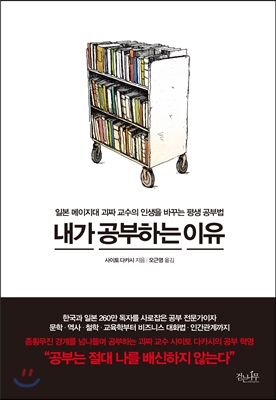 일본 메이지대 괴짜 교수의 인생을 바꾸는 평생 공부법
내가 공부하는 이유
사이토 다카시 지음 | 오근영 옮김
걷는나무
한국과 일본 260만 독자를 사로잡은 공부 전문가이자
문학·역사·철학·교육학부터 비즈니스 대화법·인간관계까지
종횡무진 경계를 넘나들며 공부하는 괴짜 교수 사이토 다카시의 공부 혁명
“공부는 절대 나를 배신하지 않는다”
yes24